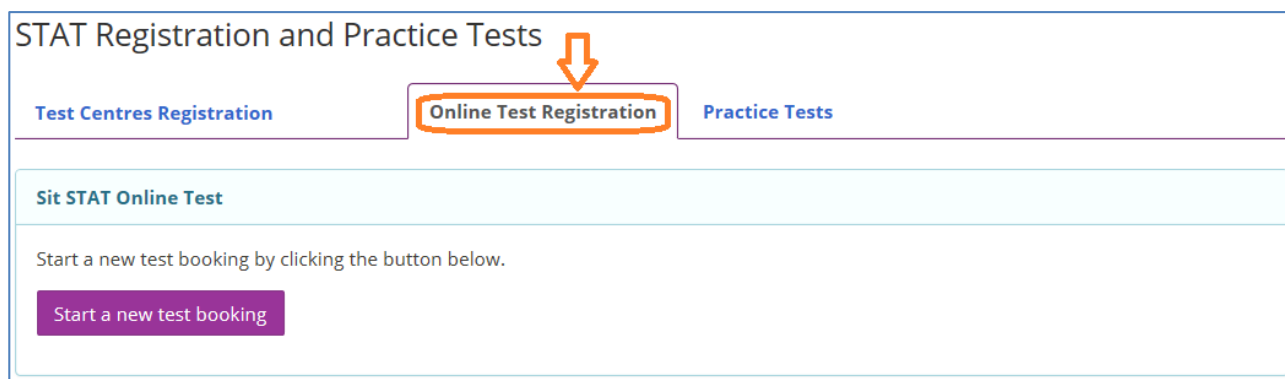 STAT Registration and Practice Tests
Test Centres Registration
Online Test Registration
Practice Tests
Sit STAT Online Test
Start a new test booking by clicking the button below.
Start a new test booking